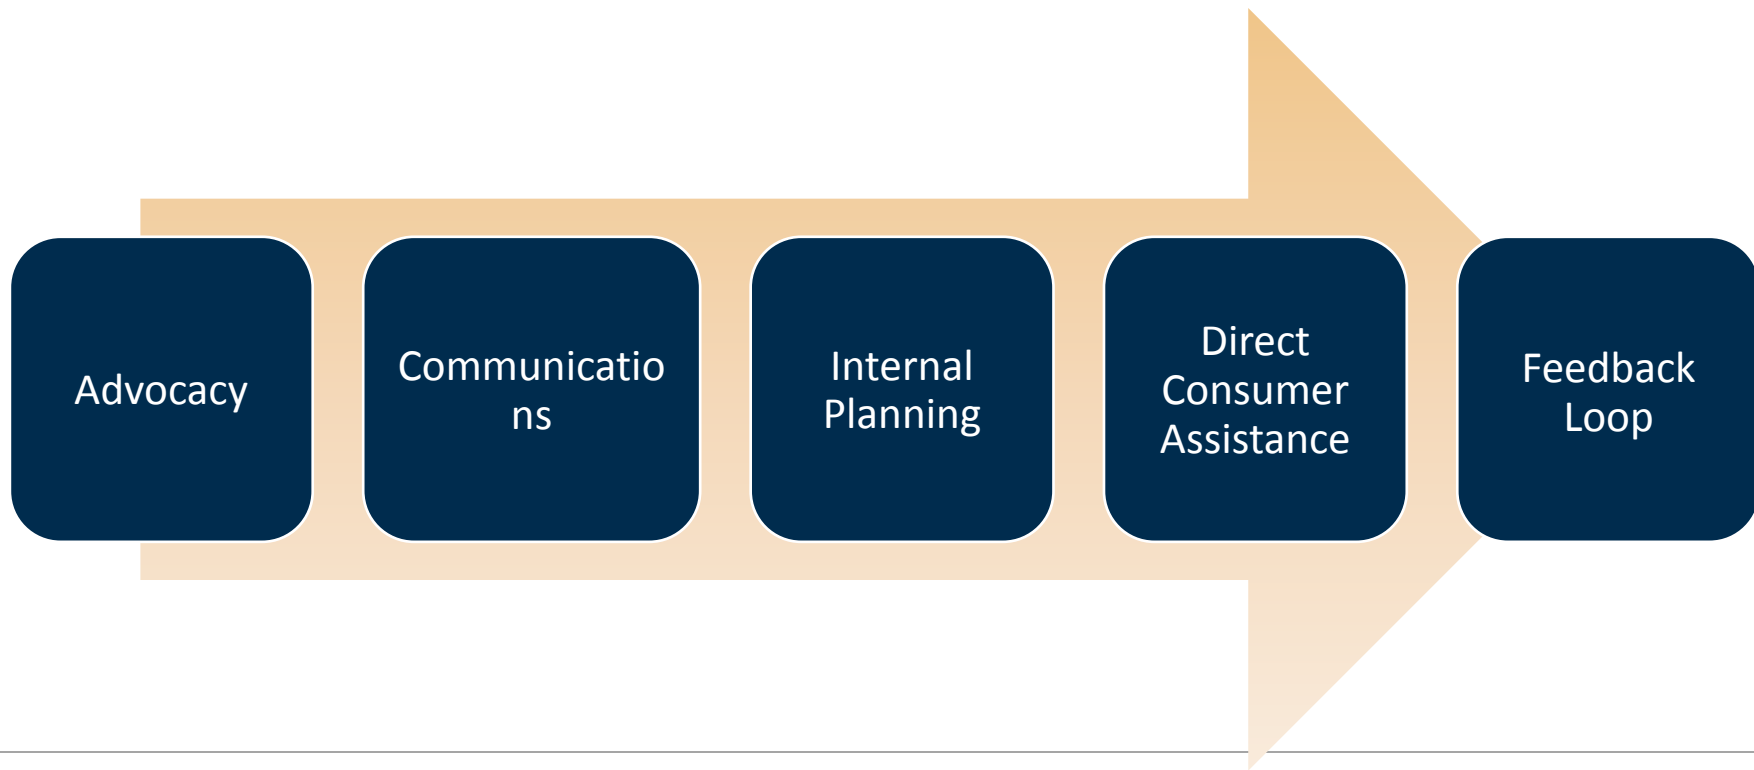 Advocacy
Communicatio
ns
Internal
Planning
Direct
Consumer
Assistance
Feedback
Loop